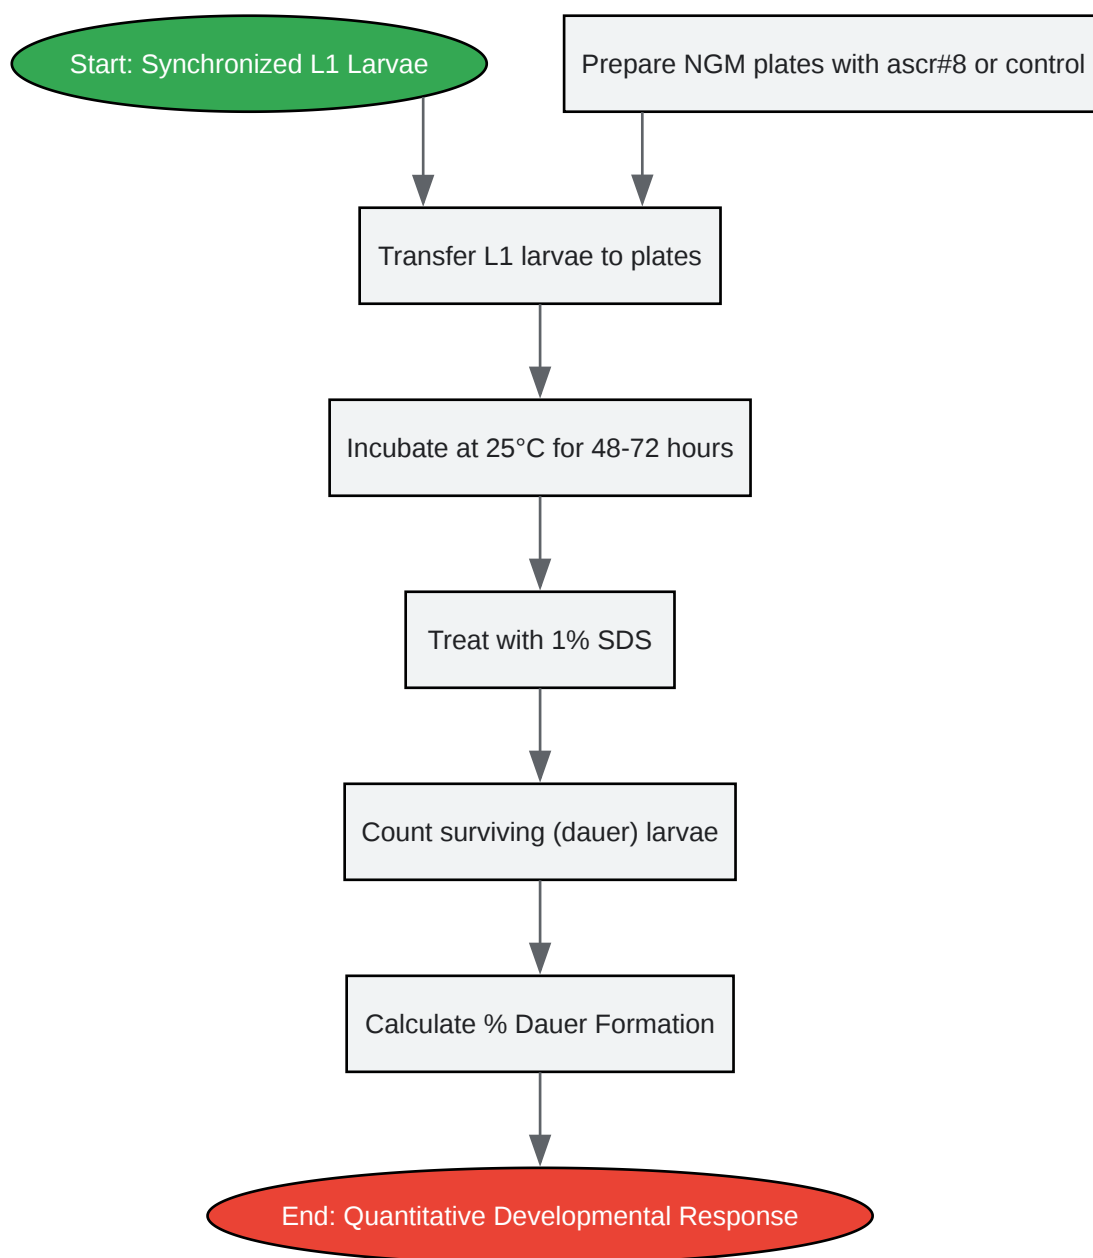 Start: Synchronized L1 Larvae
Prepare NGM plates with ascr#8 or control
Transfer L1 larvae to plates
Incubate at 25°C for 48-72 hours
Treat with 1% SDS
Count surviving (dauer) larvae
Calculate % Dauer Formation
End: Quantitative Developmental Response